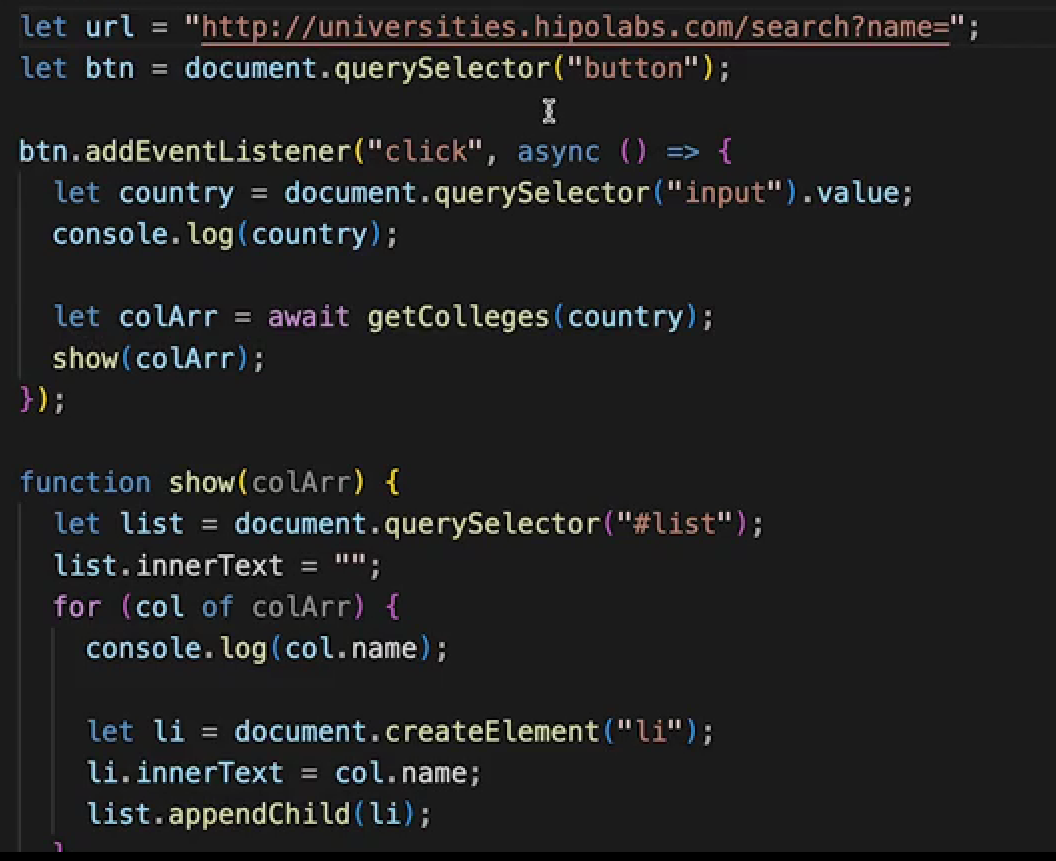 let url = "http://universities.hipolabs.com/search?name=";
let btn = document.querySelector("button");
btn.addEventListener("click", async () => {
  let country = document.querySelector("input").value;
  console.log(country);
  let colArr = await getColleges(country);
  show(colArr);
});
function show(colArr) {
  let list = document.querySelector("#list");
  list.innerText = "";
  for (col of colArr) {
    console.log(col.name);
    let li = document.createElement("li");
    li.innerText = col.name;
    list.appendChild(li);
  }